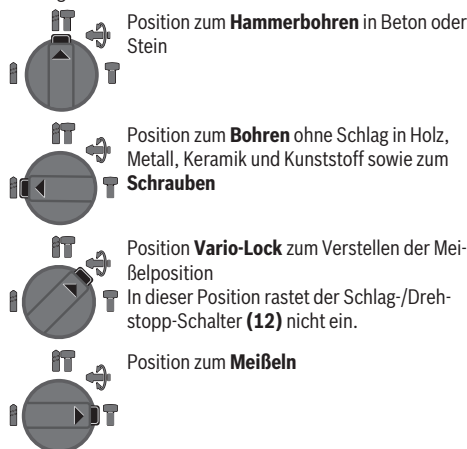 Position zum Hammerbohren in Beton oder
Stein
Position zum Bohren ohne Schlag in Holz,
Metall, Keramik und Kunststoff sowie zum
Schrauben
Position Vario-Lock zum Verstellen der Mei-
ßelposition
In dieser Position rastet der Schlag-/Dreh-
stopp-Schalter (12) nicht ein.
Position zum Meißeln